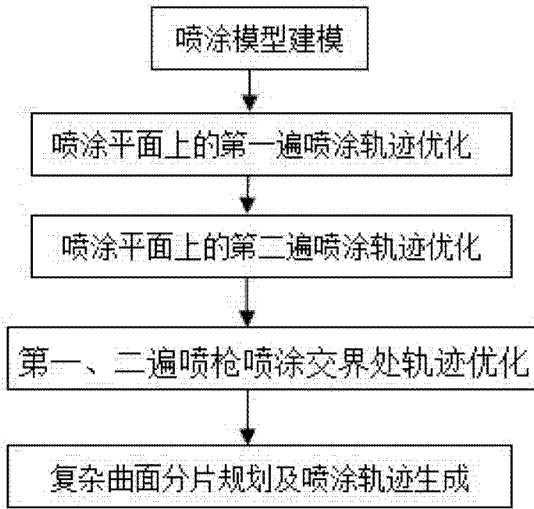 喷涂模型建模
喷涂平面上的第一遍喷涂轨迹优化
喷涂平面上的第二遍喷涂轨迹优化
第一、二遍喷枪喷涂交界处轨迹优化
复杂曲面分片规划及喷涂轨迹生成